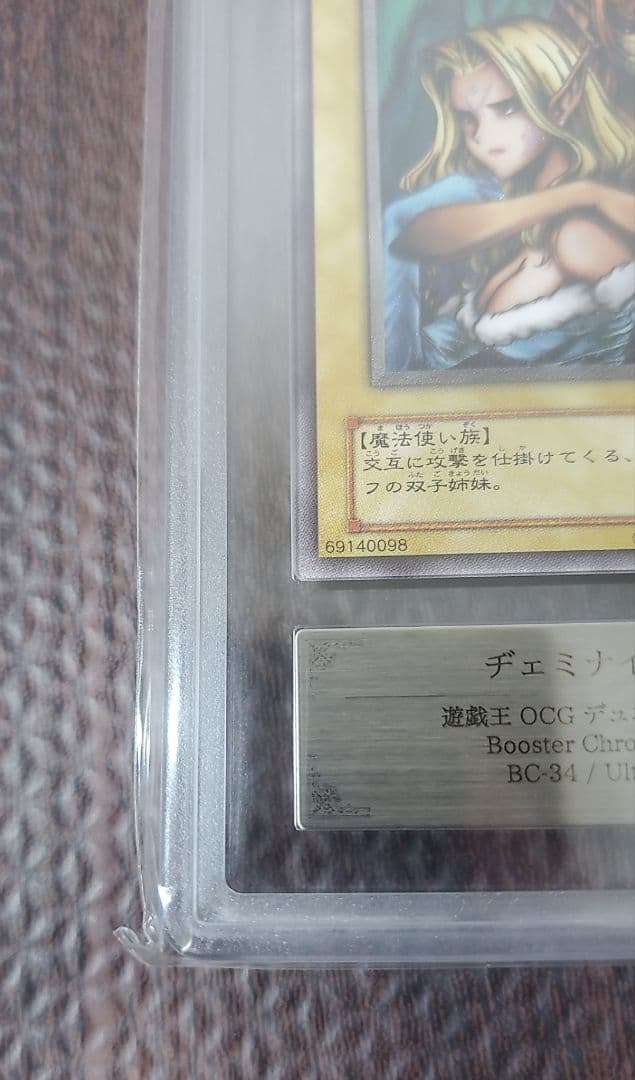 【魔法使い族】
交互に攻撃を仕掛けてくる、
フの双子姉妹。
69140098
ヂェミナイ
遊戯王 OCG デュ
Booster Chro
BC-34 / Ult